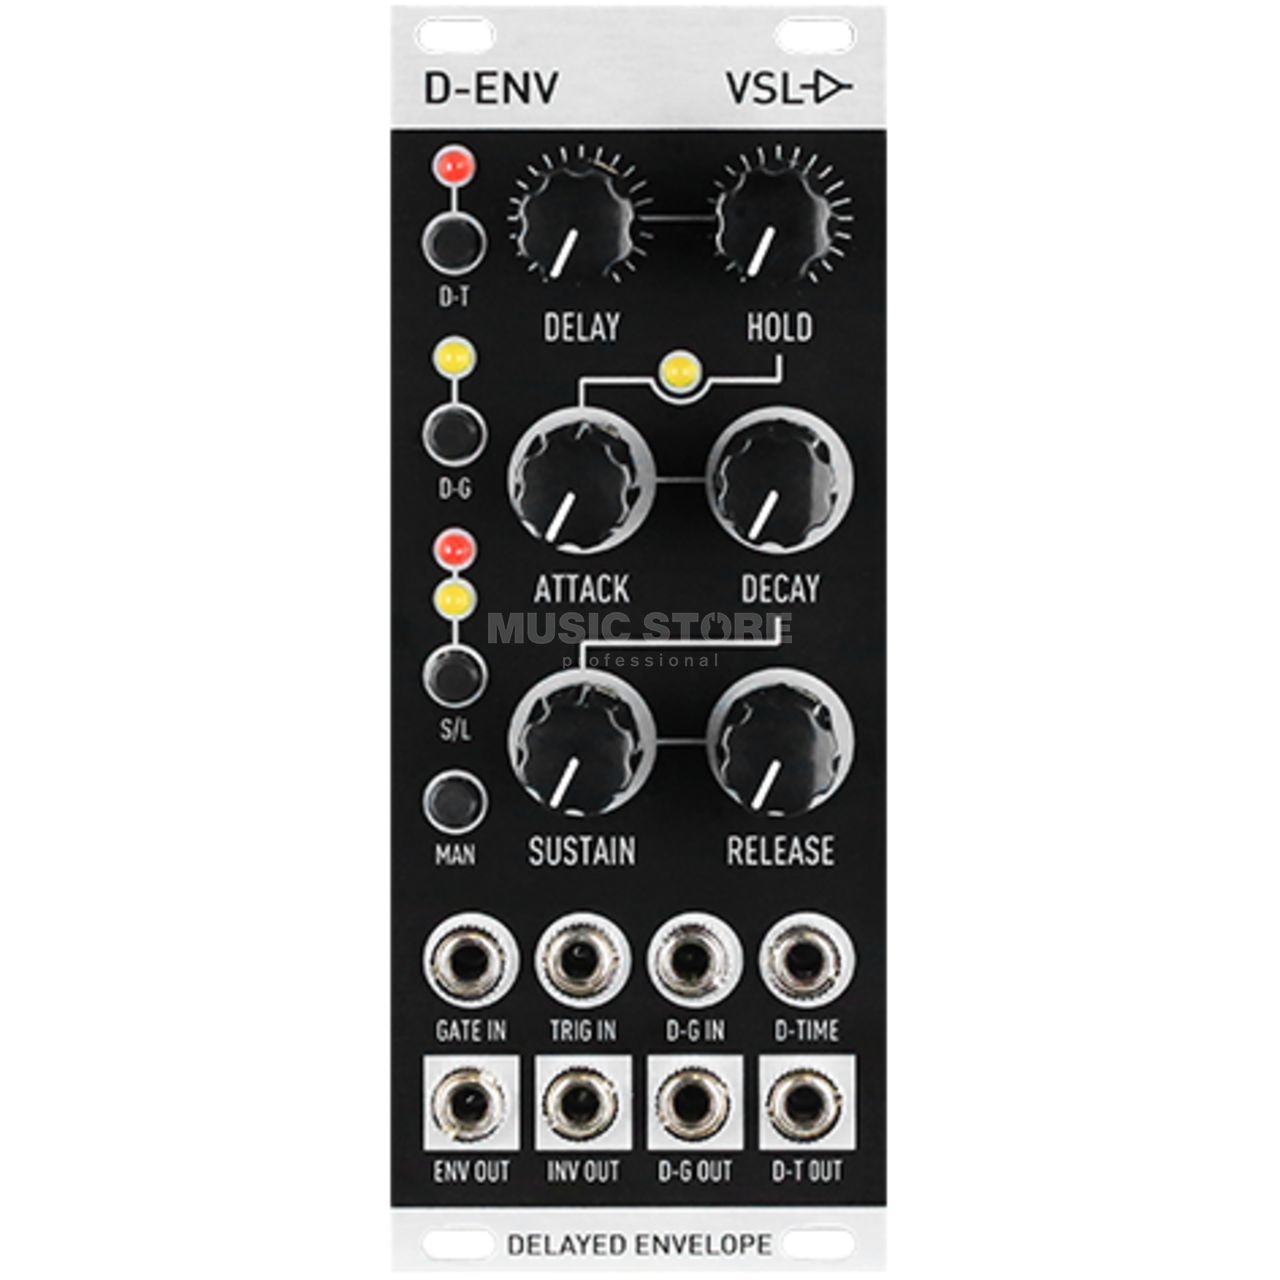 D-ENV VSL
D-T
DELAY HOLD
D-G
ATTACK DECAY
MUSIC STORE
professional
S/L
MAN
SUSTAIN RELEASE
GATE IN TRIG IN D-G IN D-TIME
ENV OUT INV OUT D-G OUT D-T OUT
DELAYED ENVELOPE